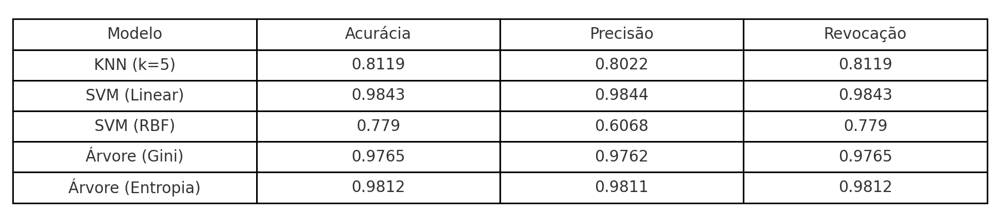 Modelo Acurácia Precisão Revocação
KNN (k=5) 0.8119 0.8022 0.8119
SVM (Linear) 0.9843 0.9844 0.9843
SVM (RBF) 0.779 0.6068 0.779
Árvore (Gini) 0.9765 0.9762 0.9765
Árvore (Entropia) 0.9812 0.9811 0.9812